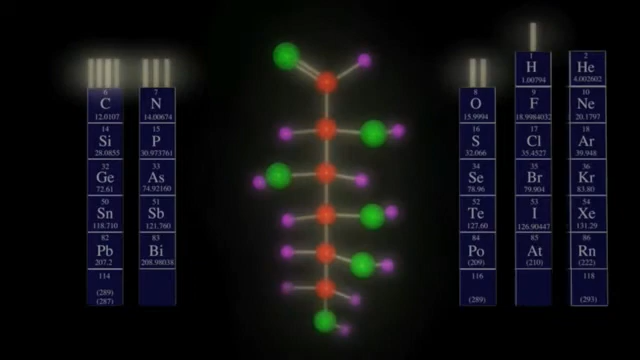 6
C
12.0107
14
Si
28.0855
32
Ge
72.61
50
Sn
118.710
82
Pb
207.2
114
(289)
(287)
7
N
14.00674
15
P
30.973761
33
As
74.92160
51
Sb
121.760
83
Bi
208.98038
8
O
15.9994
16
S
32.066
34
Se
78.96
52
Te
127.60
84
Po
(209)
116
(289)
1
H
1.00794
9
F
18.9984032
17
Cl
35.4527
35
Br
79.904
53
I
126.90447
85
At
(210)
2
He
4.002602
10
Ne
20.1797
18
Ar
39.948
36
Kr
83.80
54
Xe
131.29
86
Rn
(222)
118
(293)